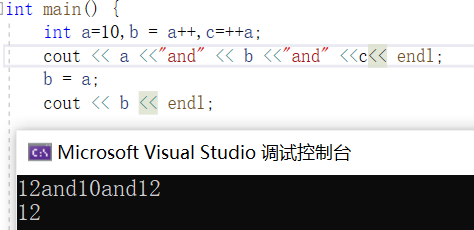 int main() {
int a=10,b = a++,c=++a;
cout << a <<"and" << b <<"and" <<c<< endl;
b = a;
cout << b << endl;
C:\ Microsoft Visual Studio 调试控制台
12and10and12
12